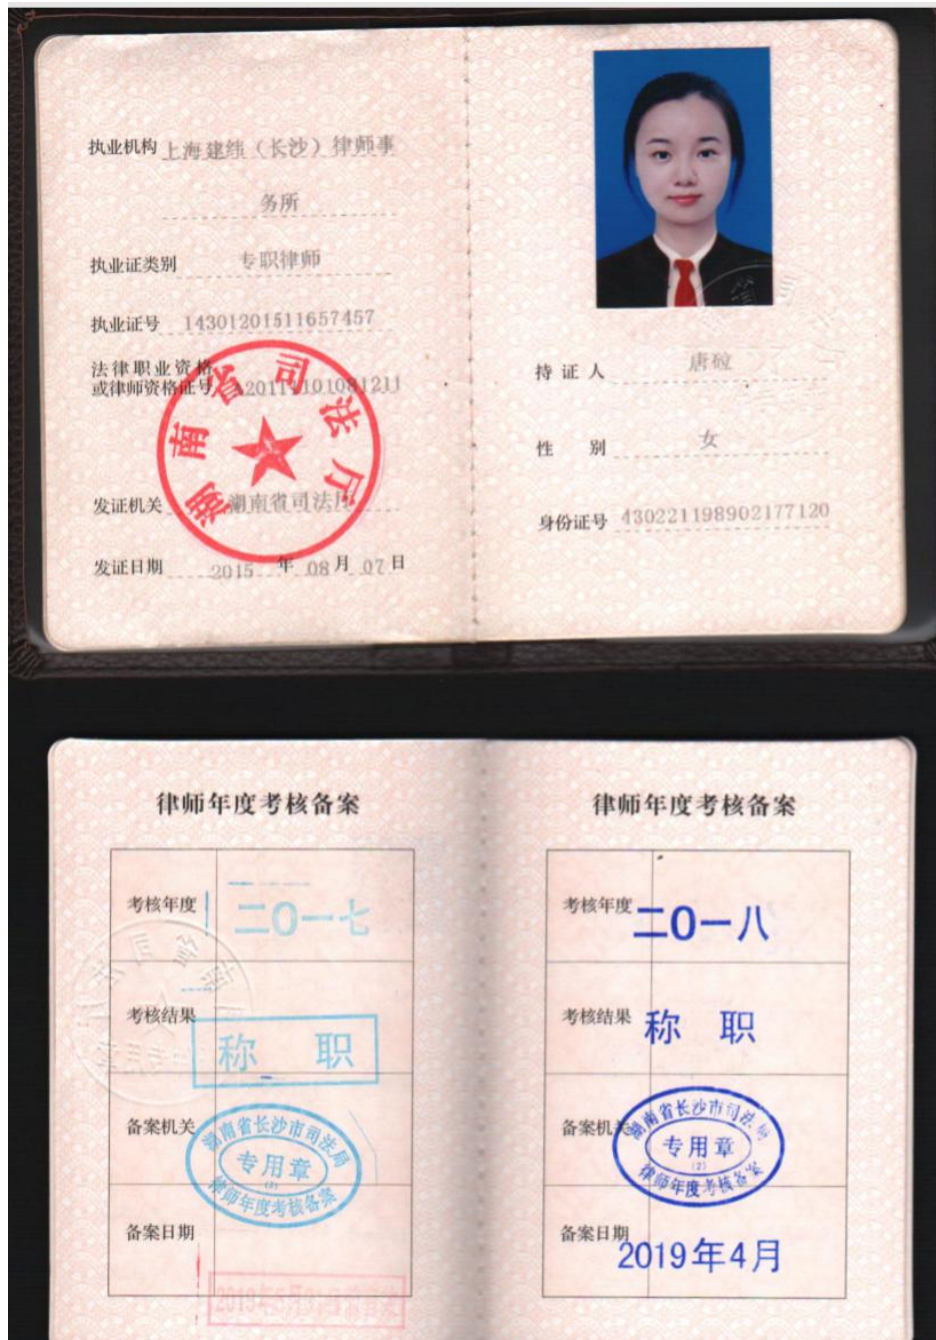 执业机构 上海建纬（长沙）律师事
务所
执业证类别 专职律师
执业证号 14301201511657457
法律职业资格
或律师资格证号
湖南省司法厅
发证机关 湖南省司法厅
发证日期 2015 年 08 月 07 日
持证人
性别 女
身份证号 430221198902177120
律师年度考核备案
考核年度 二〇一七
考核结果 称职
备案机关 湖南省长沙市司法局
专用章
律师年度考核备案
备案日期
律师年度考核备案
考核年度 二〇一八
考核结果 称职
备案机关 湖南省长沙市司法局
专用章
(2)
律师年度考核备案
备案日期 2019年4月